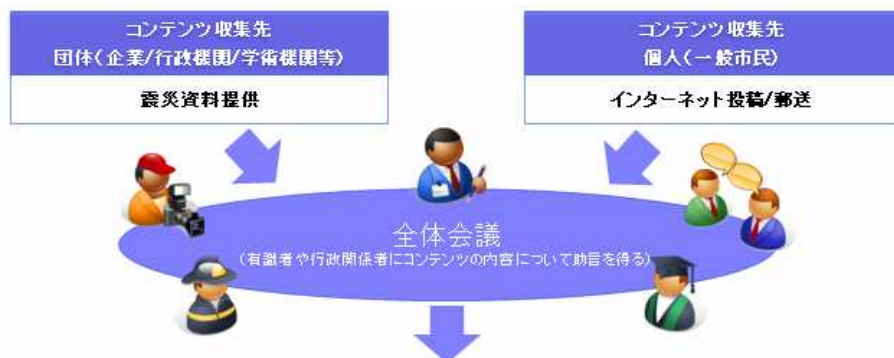 コンテンツ収集先
団体(企業/行政機関/学術機関等)
震災資料提供
コンテンツ収集先
個人(一般市民)
インターネット投稿/郵送
全体会議
(有識者や行政関係者にコンテンツの内容について助言を得る)